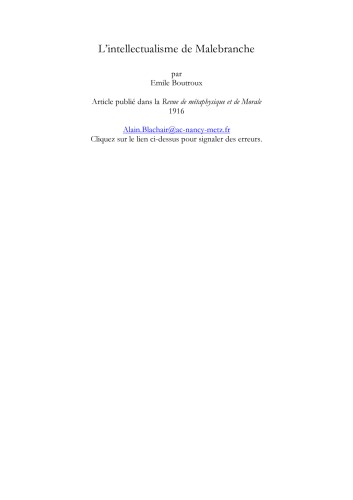 L'intellectualisme de Malebranche
par
Emile Boutroux
Article publié dans la Revue de métaphysique et de Morale
1916
Alain.Blachair@ac-nancy-metz.fr
Cliquez sur le lien ci-dessus pour signaler des erreurs.